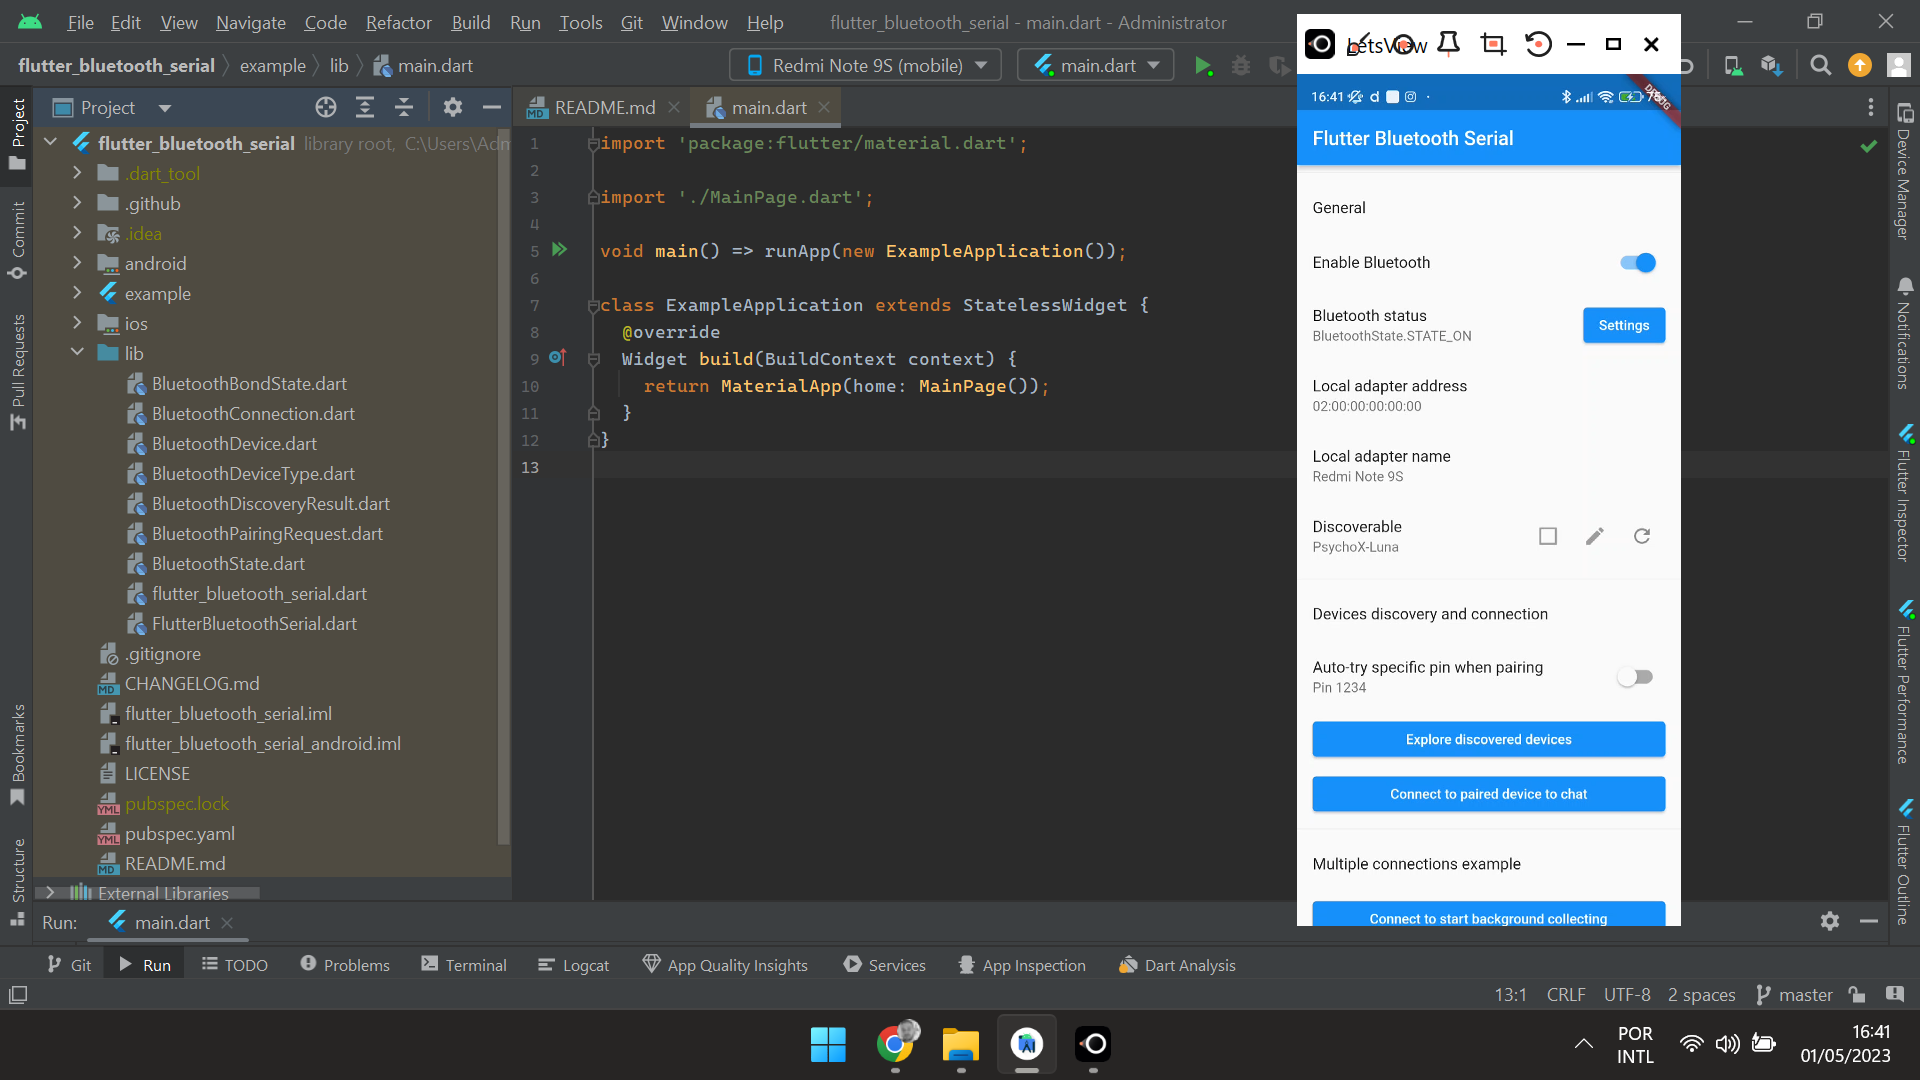 File Edit View Navigate Code Refactor Build Run Tools Git Window Help flutter_bluetooth_serial - main.dart - Administrator
flutter_bluetooth_serial example lib main.dart Redmi Note 9S (mobile) main.dart
Project
README.md main.dart
Project
Commit
Pull Requests
Bookmarks
Structure
flutter_bluetooth_serial library root, C:\Users\Adm
.dart_tool
.github
.idea
android
example
ios
lib
BluetoothBondState.dart
BluetoothConnection.dart
BluetoothDevice.dart
BluetoothDeviceType.dart
BluetoothDiscoveryResult.dart
BluetoothPairingRequest.dart
BluetoothState.dart
flutter_bluetooth_serial.dart
FlutterBluetoothSerial.dart
.gitignore
CHANGELOG.md
flutter_bluetooth_serial.iml
flutter_bluetooth_serial_android.iml
LICENSE
pubspec.lock
pubspec.yaml
README.md
External Libraries
1 import 'package:flutter/material.dart';
2
3 import './MainPage.dart';
4
5 void main() => runApp(new ExampleApplication());
6
7 class ExampleApplication extends StatelessWidget {
8 @override
9 Widget build(BuildContext context) {
10 return MaterialApp(home: MainPage());
11 }
12 }
13
LetsView
16:41
DEBUG
Flutter Bluetooth Serial
General
Enable Bluetooth
Bluetooth status
BluetoothState.STATE_ON
Settings
Local adapter address
02:00:00:00:00:00
Local adapter name
Redmi Note 9S
Discoverable
PsychoX-Luna
Devices discovery and connection
Auto-try specific pin when pairing
Pin 1234
Explore discovered devices
Connect to paired device to chat
Multiple connections example
Connect to start background collecting
Device Manager
Notifications
Flutter Inspector
Flutter Performance
Flutter Outline
Run: main.dart
Git Run TODO Problems Terminal Logcat App Quality Insights Services App Inspection Dart Analysis
13:1 CRLF UTF-8 2 spaces master
POR
INTL
16:41
01/05/2023